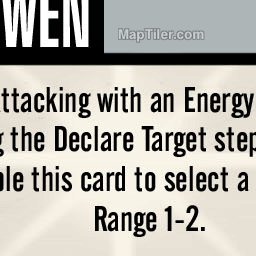 WEN
MapTiler.com
ttacking with an Energy
g the Declare Target step
ble this card to select a
Range 1-2.